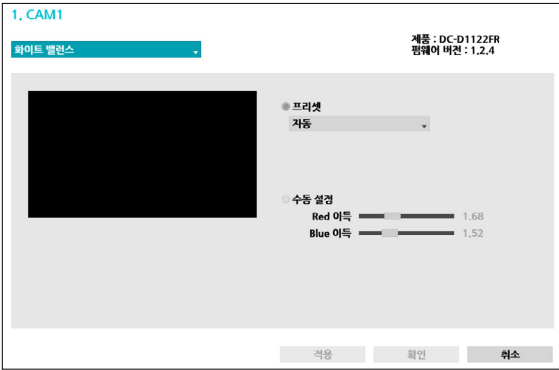 1. CAM1
제품 : DC-D1122FR
화이트 밸런스
펌웨어 버전 : 1.2.4
프리셋
자동
수동 설정
Red 이득 1.68
Blue 이득 1.52
적용 확인 취소